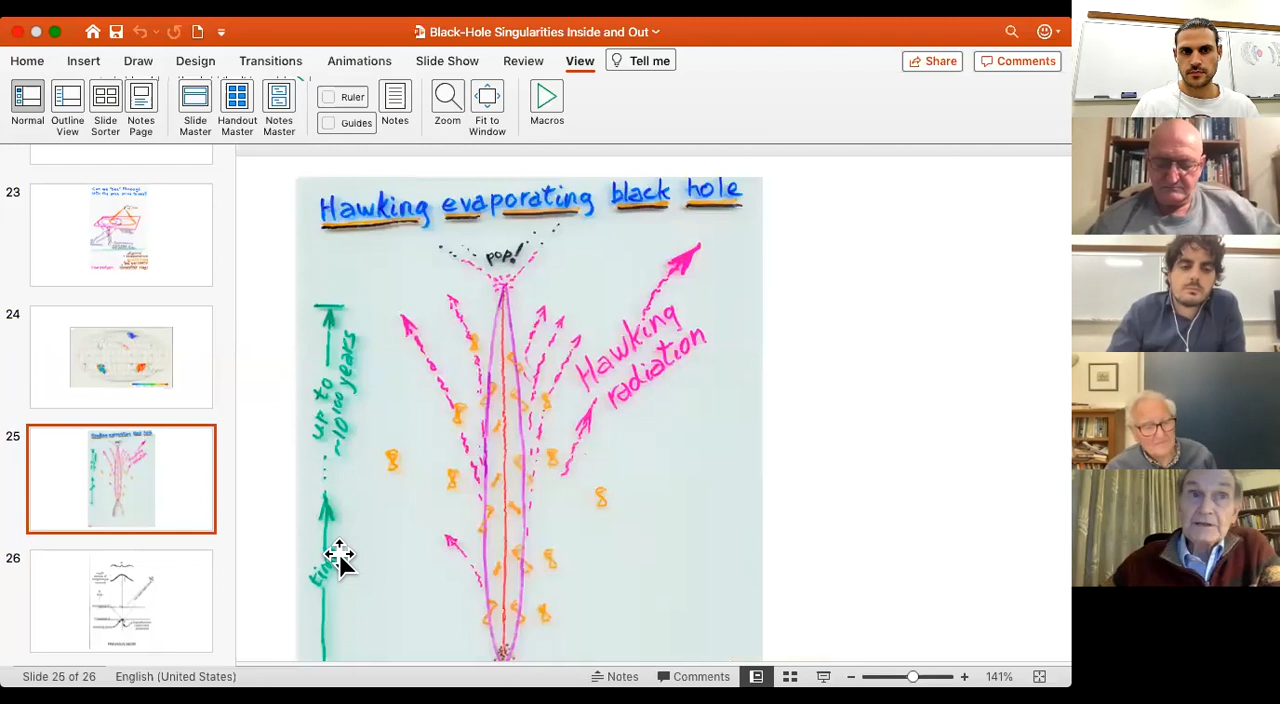 Black-Hole Singularities Inside and Out
Home Insert Draw Design Transitions Animations Slide Show Review View Tell me Share Comments
Normal Outline View Slide Sorter Notes Page Slide Master Handout Master Notes Master Ruler Guides Notes Zoom Fit to Window Macros
23
24
25
26
Hawking evaporating black hole
pop!
Hawking
radiation
up to
~10^100 years
Slide 25 of 26 English (United States) Notes Comments 141%